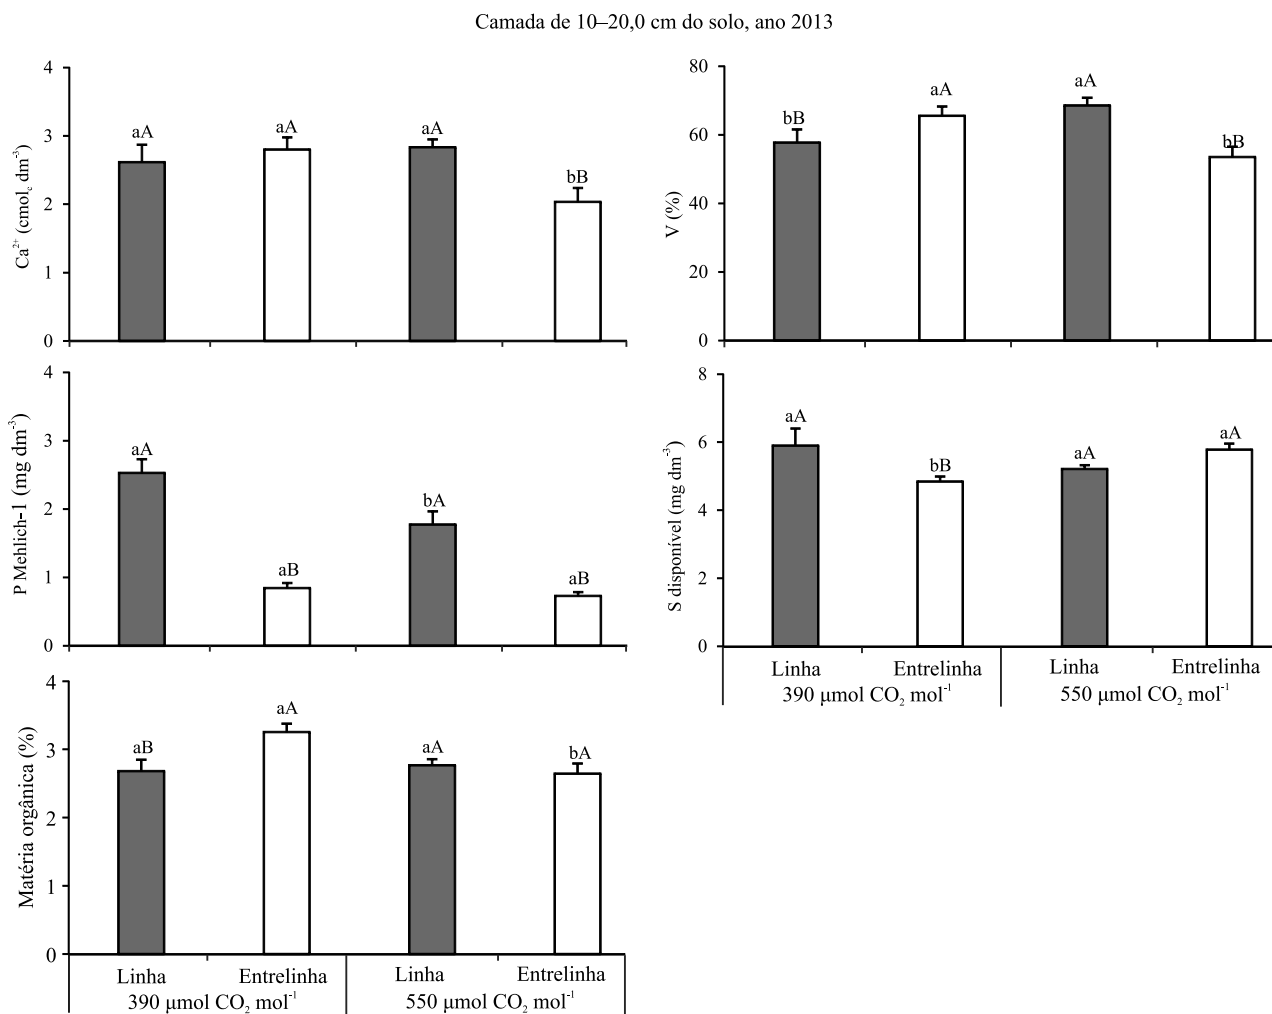 Camada de 10–20,0 cm do solo, ano 2013
Ca²⁺ (cmol_c dm⁻³)
4
3
2
1
0
aA
aA
aA
bB
V (%)
80
60
40
20
0
bB
aA
aA
bB
P Mehlich-1 (mg dm⁻³)
4
3
2
1
0
aA
aB
bA
aB
S disponível (mg dm⁻³)
8
6
4
2
0
aA
bB
aA
aA
Linha
Entrelinha
Linha
Entrelinha
390 µmol CO₂ mol⁻¹
550 µmol CO₂ mol⁻¹
Matéria orgânica (%)
4
3
2
1
0
aB
aA
aA
bA
Linha
Entrelinha
Linha
Entrelinha
390 µmol CO₂ mol⁻¹
550 µmol CO₂ mol⁻¹